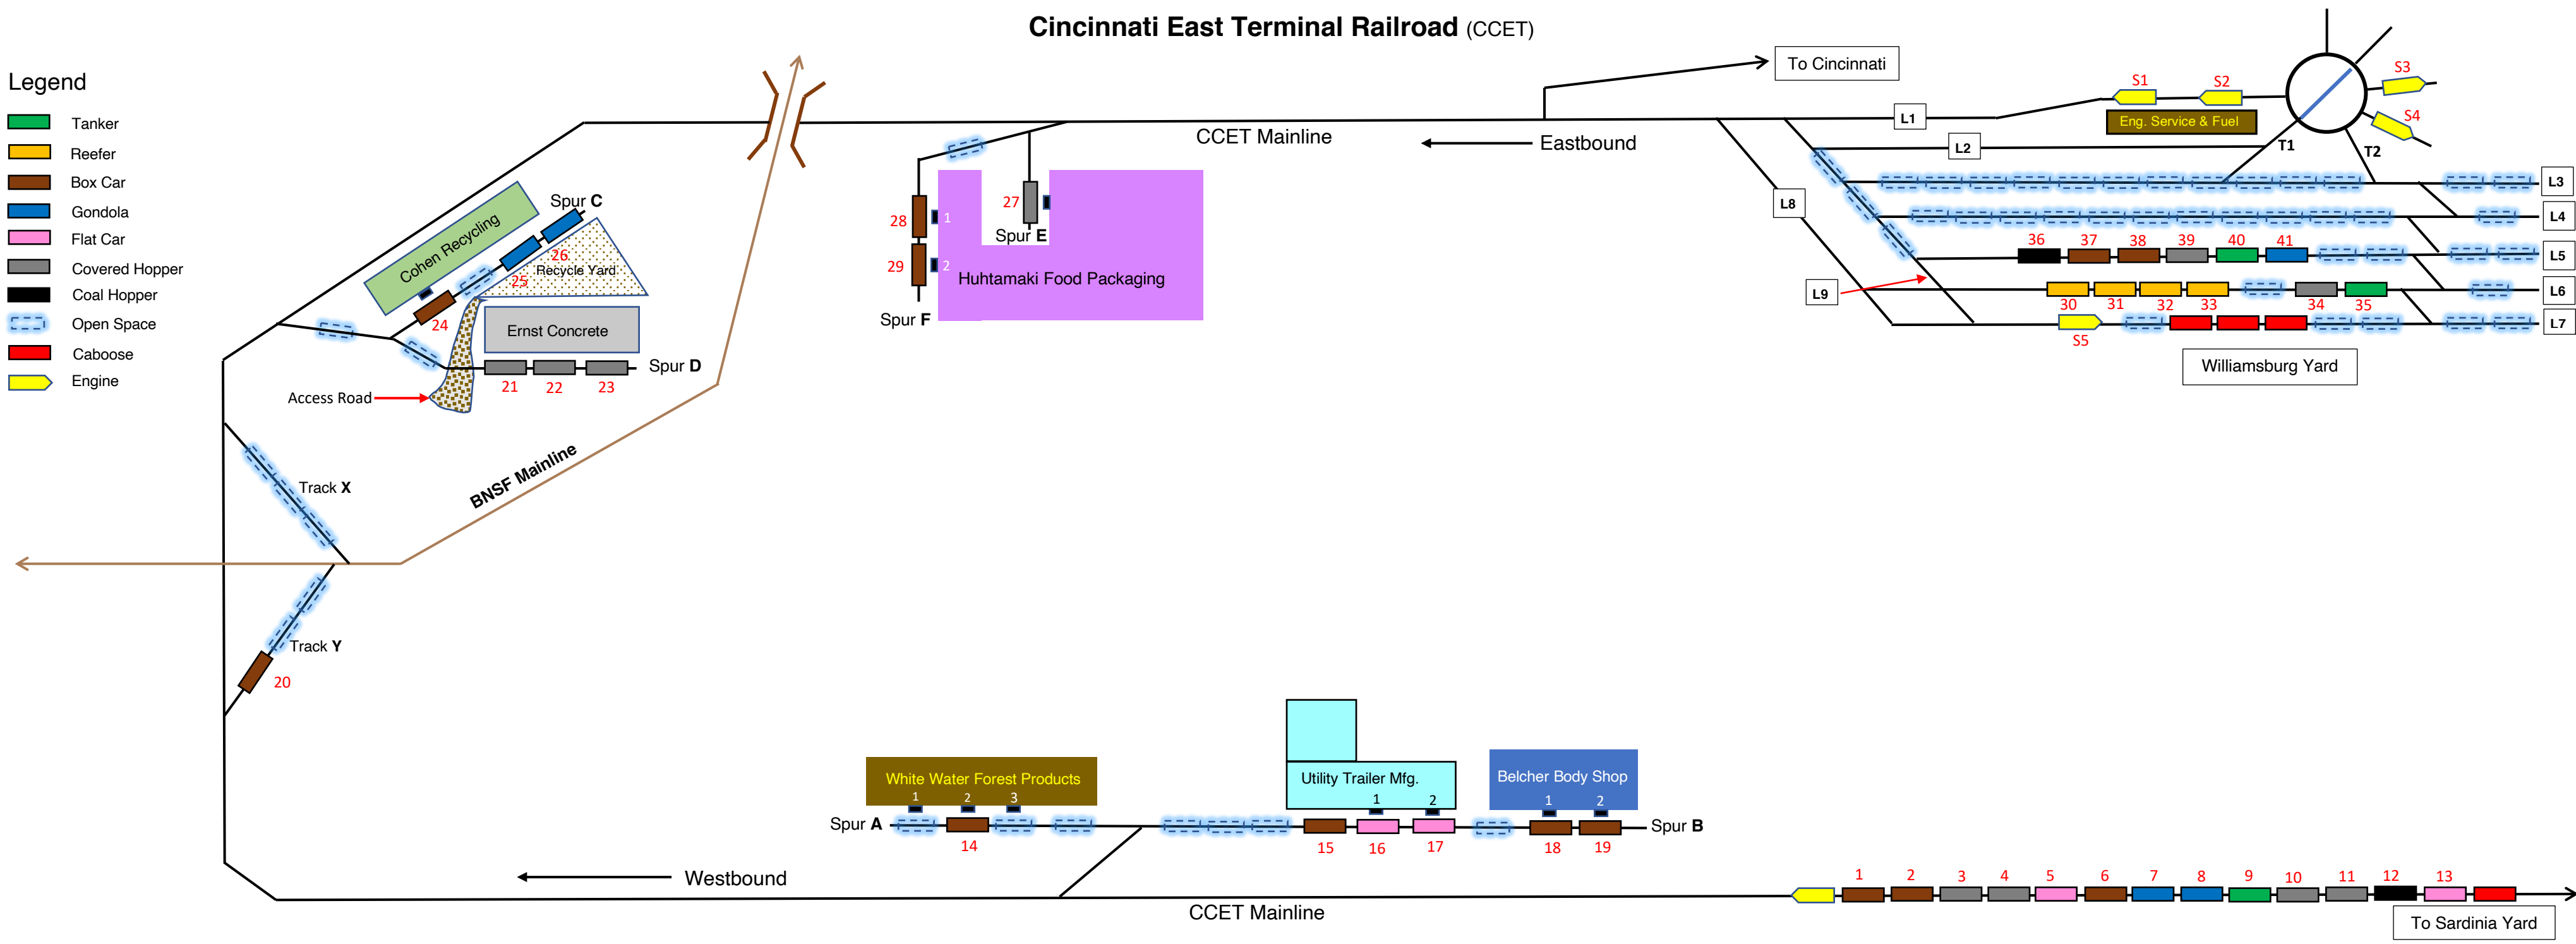 Cincinnati East Terminal Railroad (CCET)
To Cincinnati
Legend
Tanker
Reefer
Box Car
Gondola
Flat Car
Covered Hopper
Coal Hopper
Open Space
Caboose
Engine
S1
S2
S3
S4
Eng. Service & Fuel
L1
L2
T1
T2
L3
L4
L5
L6
L7
L8
L9
CCET Mainline
Eastbound
36
37
38
39
40
41
30
31
32
33
34
35
S5
Williamsburg Yard
27
Spur E
28
1
29
2
Huhtamaki Food Packaging
Spur F
Spur C
Cohen Recycling
26
Recycle Yard
25
24
Ernst Concrete
Spur D
21
22
23
Access Road
BNSF Mainline
Track X
Track Y
20
White Water Forest Products
1
2
3
Spur A
14
Utility Trailer Mfg.
1
2
Belcher Body Shop
1
2
Spur B
15
16
17
18
19
Westbound
CCET Mainline
1
2
3
4
5
6
7
8
9
10
11
12
13
To Sardinia Yard